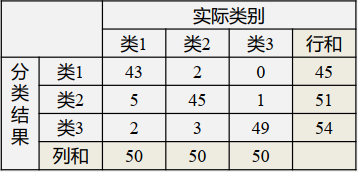 实际类别
类1 类2 类3 行和
分类结果
类1 43 2 0 45
类2 5 45 1 51
类3 2 3 49 54
列和 50 50 50